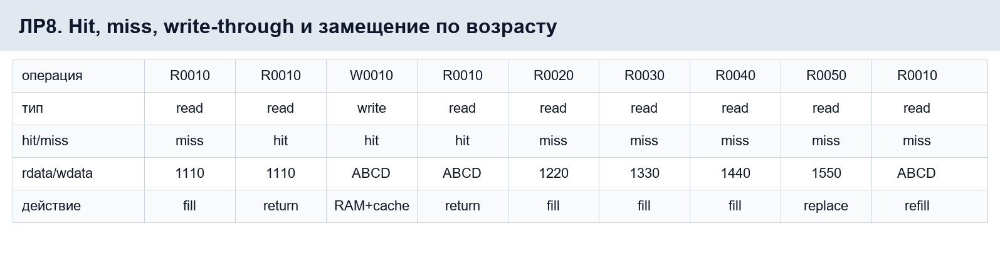 ЛР8. Hit, miss, write-through и замещение по возрасту
операция R0010 R0010 W0010 R0010 R0020 R0030 R0040 R0050 R0010
тип read read write read read read read read read
hit/miss miss hit hit hit miss miss miss miss miss
rdata/wdata 1110 1110 ABCD ABCD 1220 1330 1440 1550 ABCD
действие fill return RAM+cache return fill fill fill replace refill